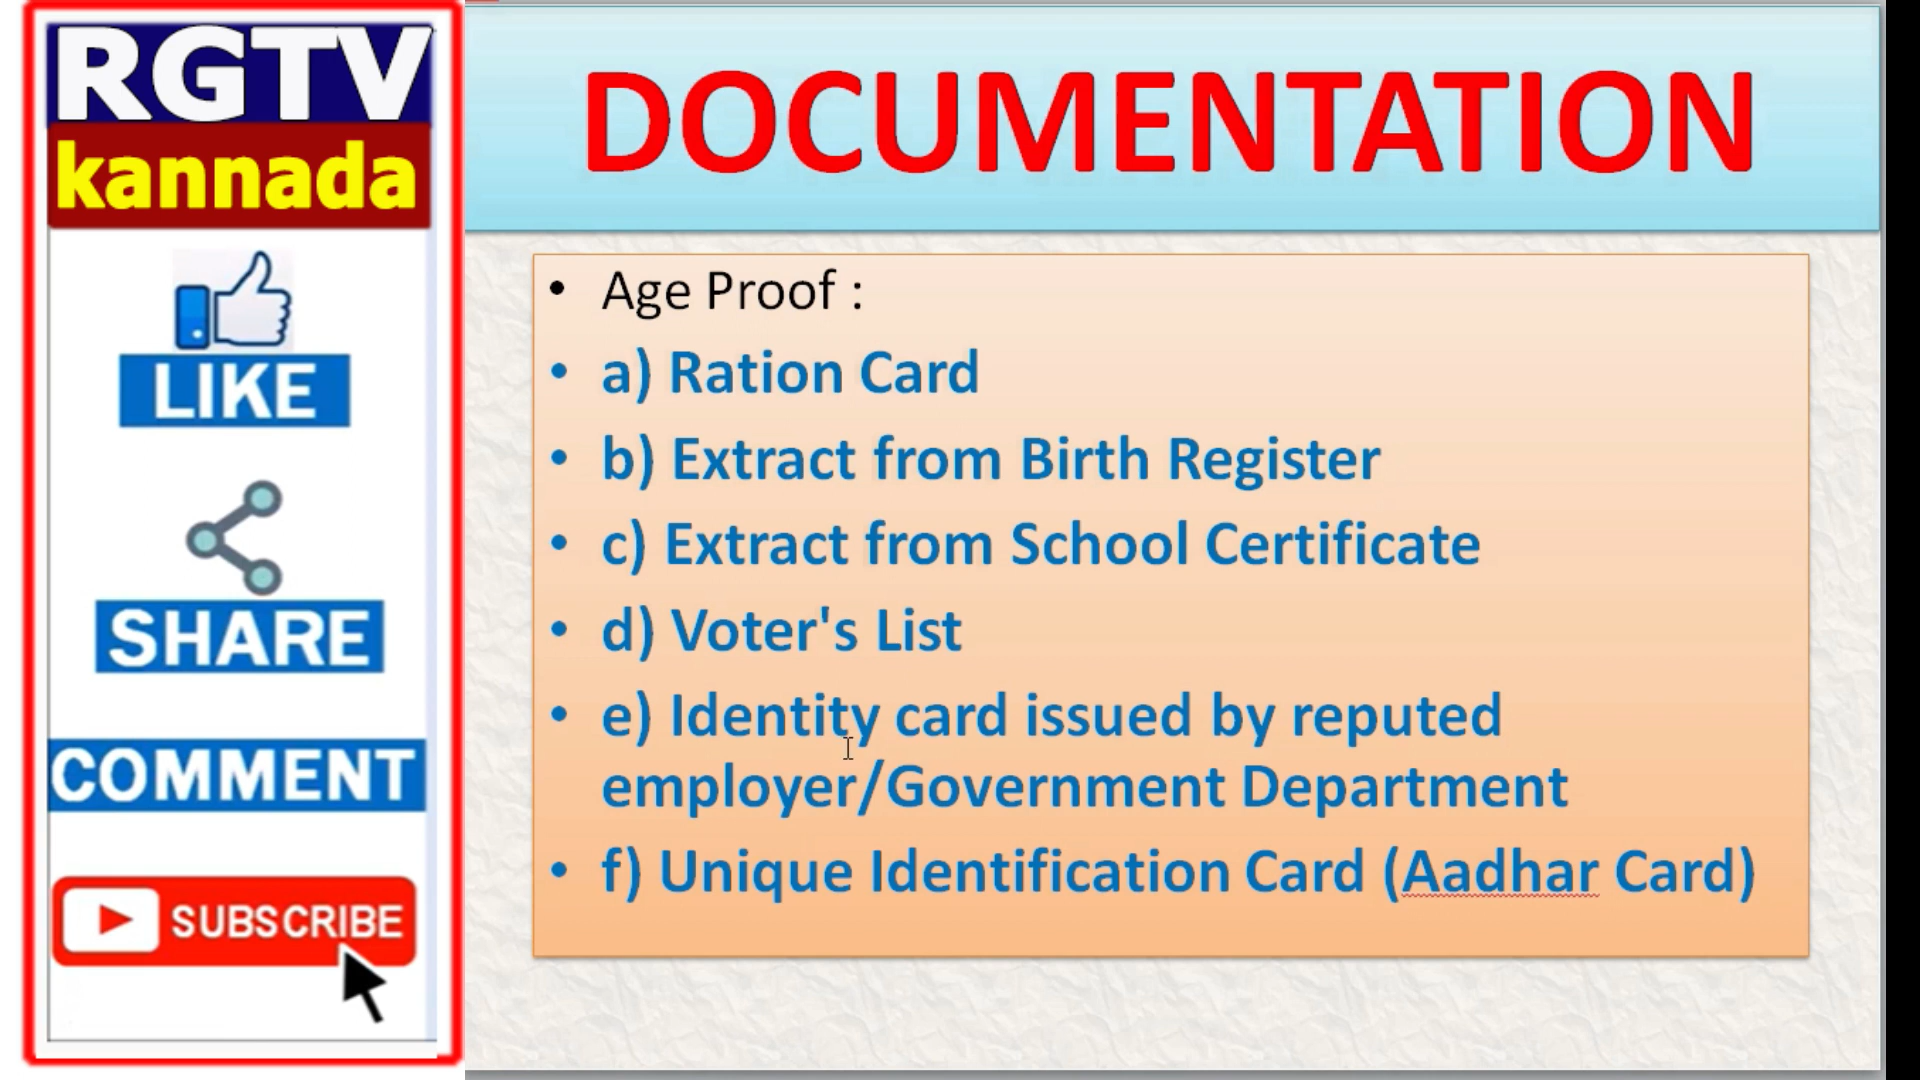 RGTV
kannada
LIKE
SHARE
COMMENT
SUBSCRIBE
DOCUMENTATION
• Age Proof :
• a) Ration Card
• b) Extract from Birth Register
• c) Extract from School Certificate
• d) Voter's List
• e) Identity card issued by reputed
employer/Government Department
• f) Unique Identification Card (Aadhar Card)